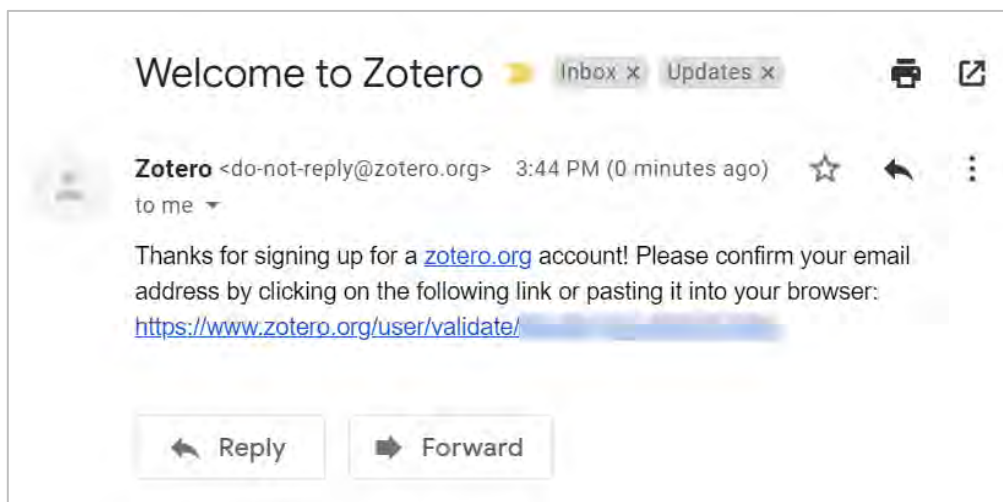 Welcome to Zotero Inbox x Updates x
Zotero <do-not-reply@zotero.org> 3:44 PM (0 minutes ago)
to me
Thanks for signing up for a zotero.org account! Please confirm your email
address by clicking on the following link or pasting it into your browser:
https://www.zotero.org/user/validate/
Reply Forward